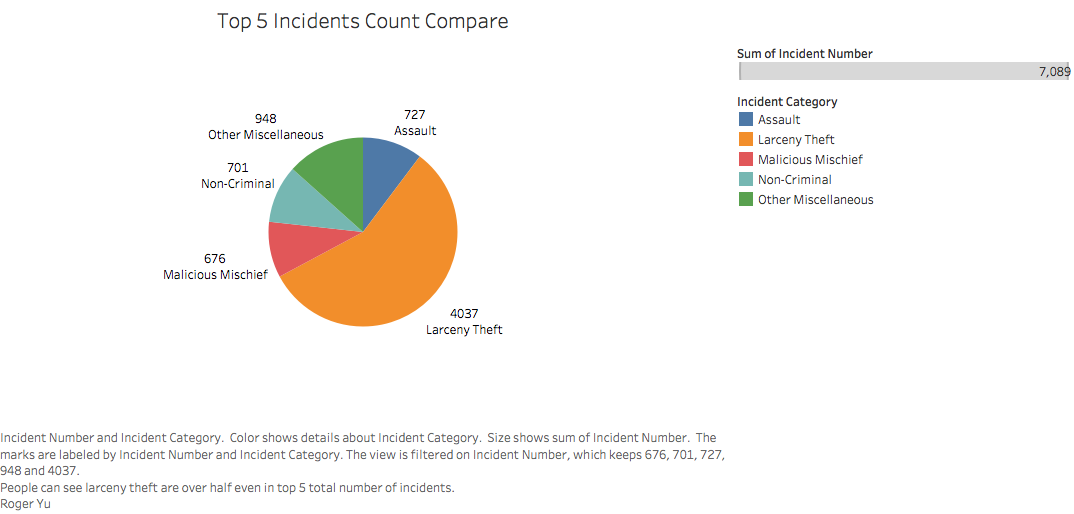 Top 5 Incidents Count Compare
Sum of Incident Number
7,089
Incident Category
Assault
Larceny Theft
Malicious Mischief
Non-Criminal
Other Miscellaneous
727
Assault
948
Other Miscellaneous
701
Non-Criminal
676
Malicious Mischief
4037
Larceny Theft
Incident Number and Incident Category.  Color shows details about Incident Category.  Size shows sum of Incident Number.  The
marks are labeled by Incident Number and Incident Category. The view is filtered on Incident Number, which keeps 676, 701, 727,
948 and 4037.
People can see larceny theft are over half even in top 5 total number of incidents.
Roger Yu